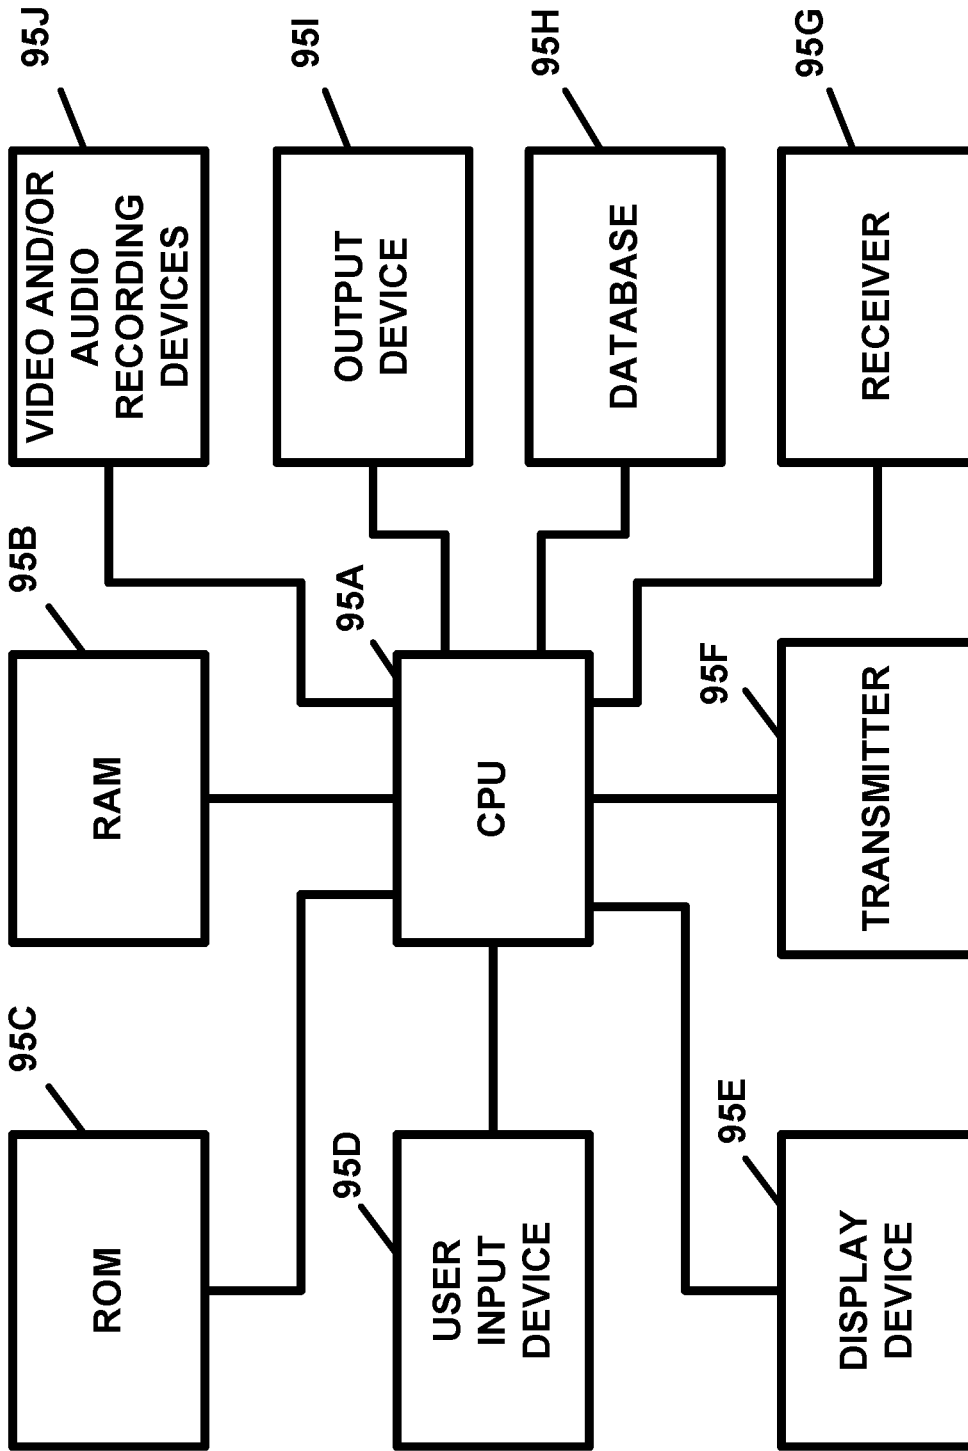 95C
ROM
95B
RAM
95J
VIDEO AND/OR
AUDIO
RECORDING
DEVICES
95D
USER
INPUT
DEVICE
95A
CPU
95I
OUTPUT
DEVICE
95H
DATABASE
95E
DISPLAY
DEVICE
95F
TRANSMITTER
95G
RECEIVER